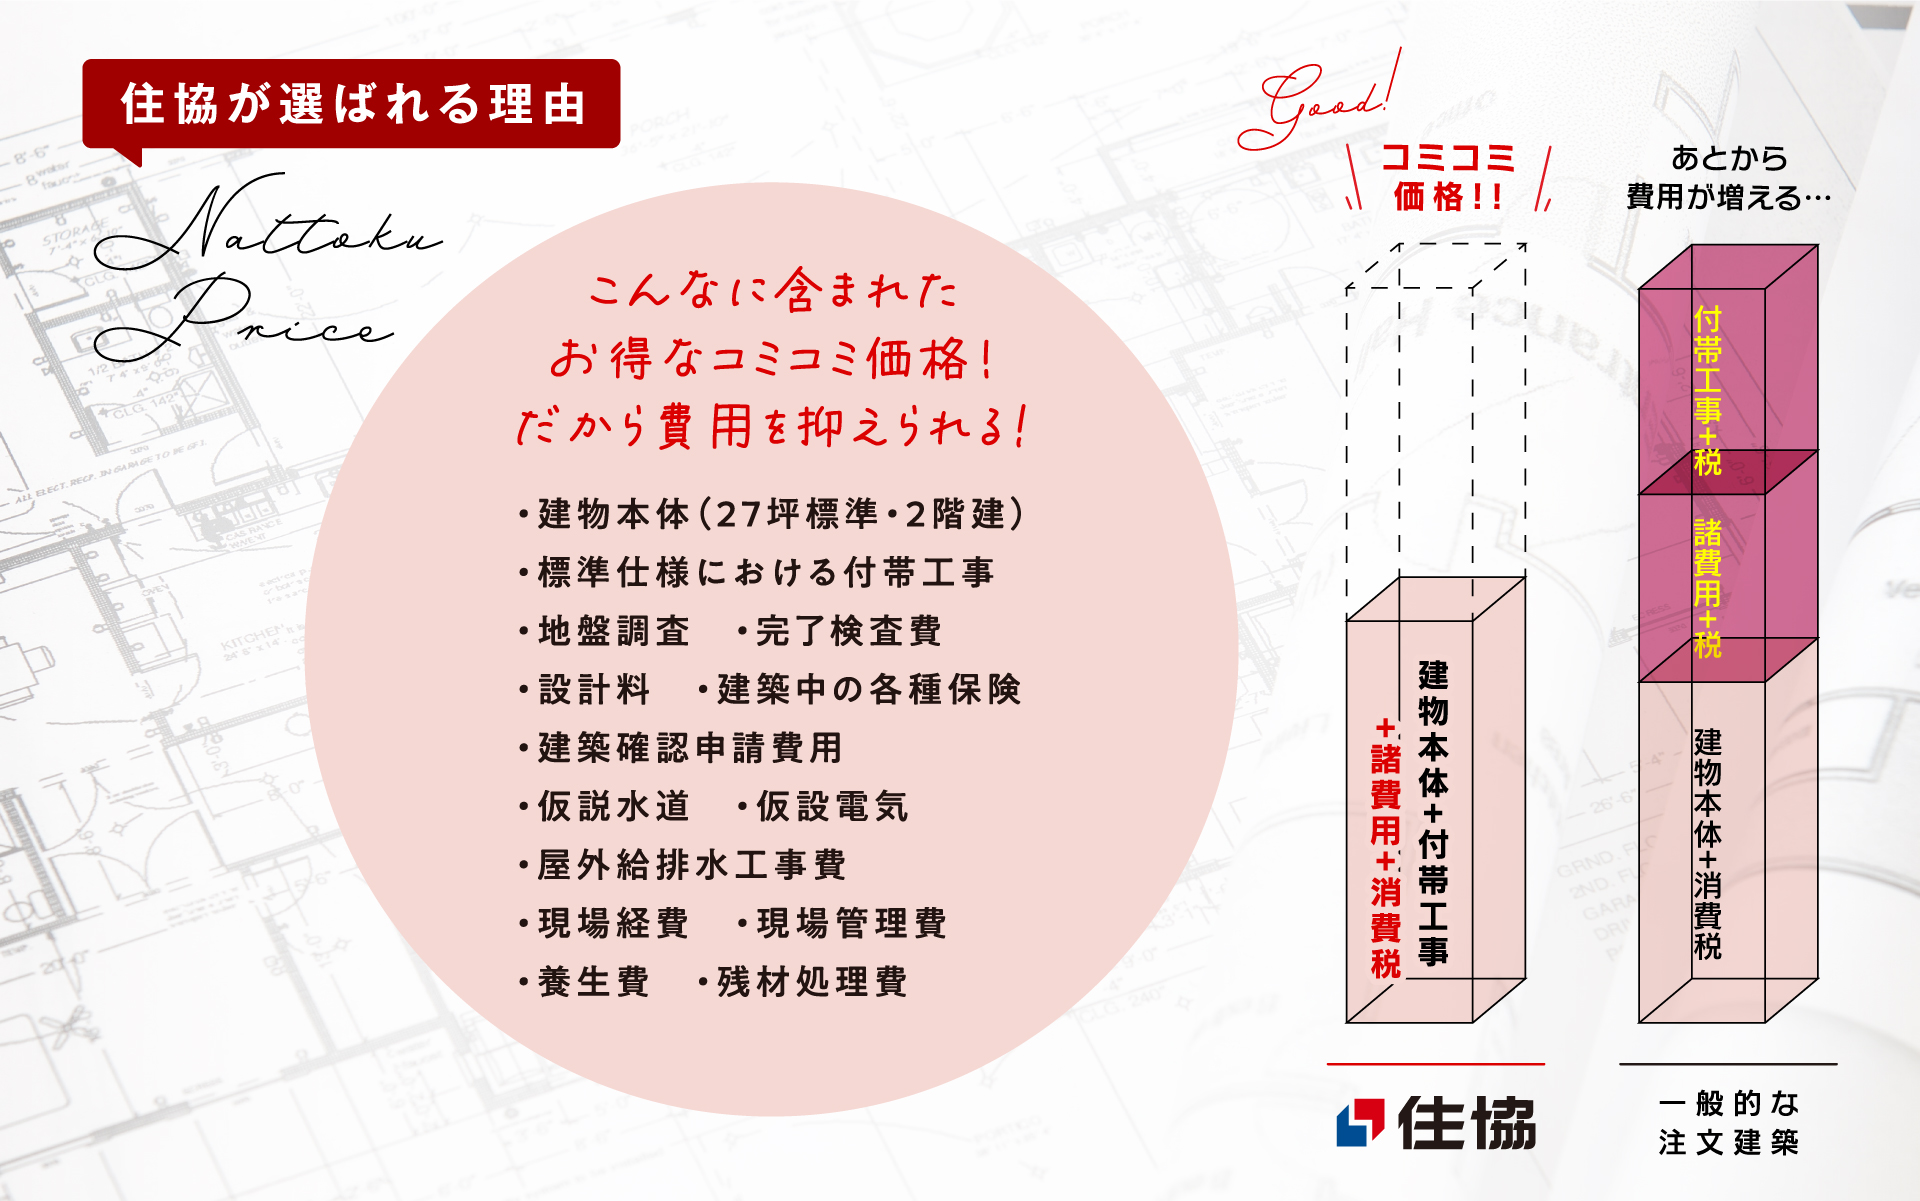 住協が選ばれる理由
Nattoku
Price
こんなに含まれた
お得なコミコミ価格！
だから費用を抑えられる！
・建物本体（27坪標準・2階建）
・標準仕様における付帯工事
・地盤調査　・完了検査費
・設計料　・建築中の各種保険
・建築確認申請費用
・仮説水道　・仮設電気
・屋外給排水工事費
・現場経費　・現場管理費
・養生費　・残材処理費
Good!
コミコミ
価格！！
建物本体+付帯工事
+諸費用+消費税
住協
あとから
費用が増える…
付帯工事+税
諸費用+税
建物本体+消費税
一般的な
注文建築